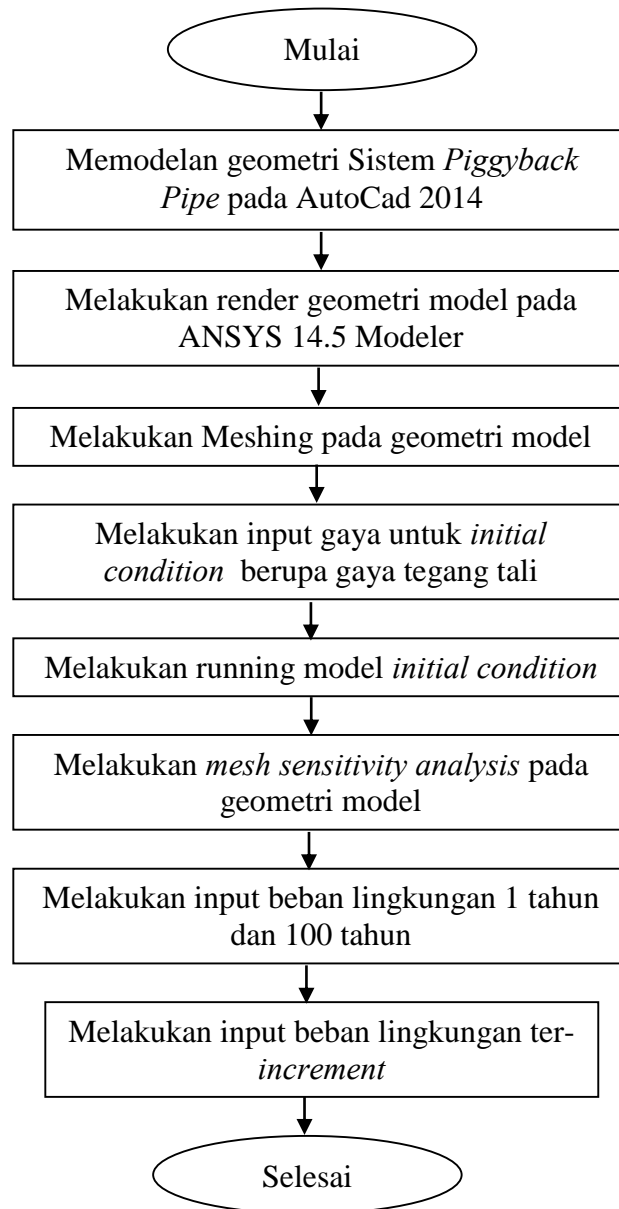 Mulai
Memodelan geometri Sistem Piggyback
Pipe pada AutoCad 2014
Melakukan render geometri model pada
ANSYS 14.5 Modeler
Melakukan Meshing pada geometri model
Melakukan input gaya untuk initial
condition berupa gaya tegang tali
Melakukan running model initial condition
Melakukan mesh sensitivity analysis pada
geometri model
Melakukan input beban lingkungan 1 tahun
dan 100 tahun
Melakukan input beban lingkungan ter-
increment
Selesai